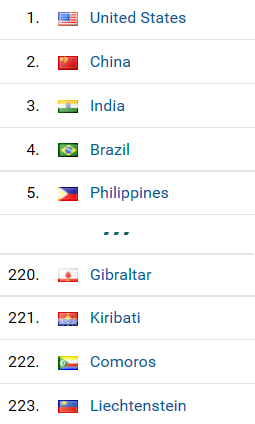 1. United States
2. China
3. India
4. Brazil
5. Philippines
---
220. Gibraltar
221. Kiribati
222. Comoros
223. Liechtenstein